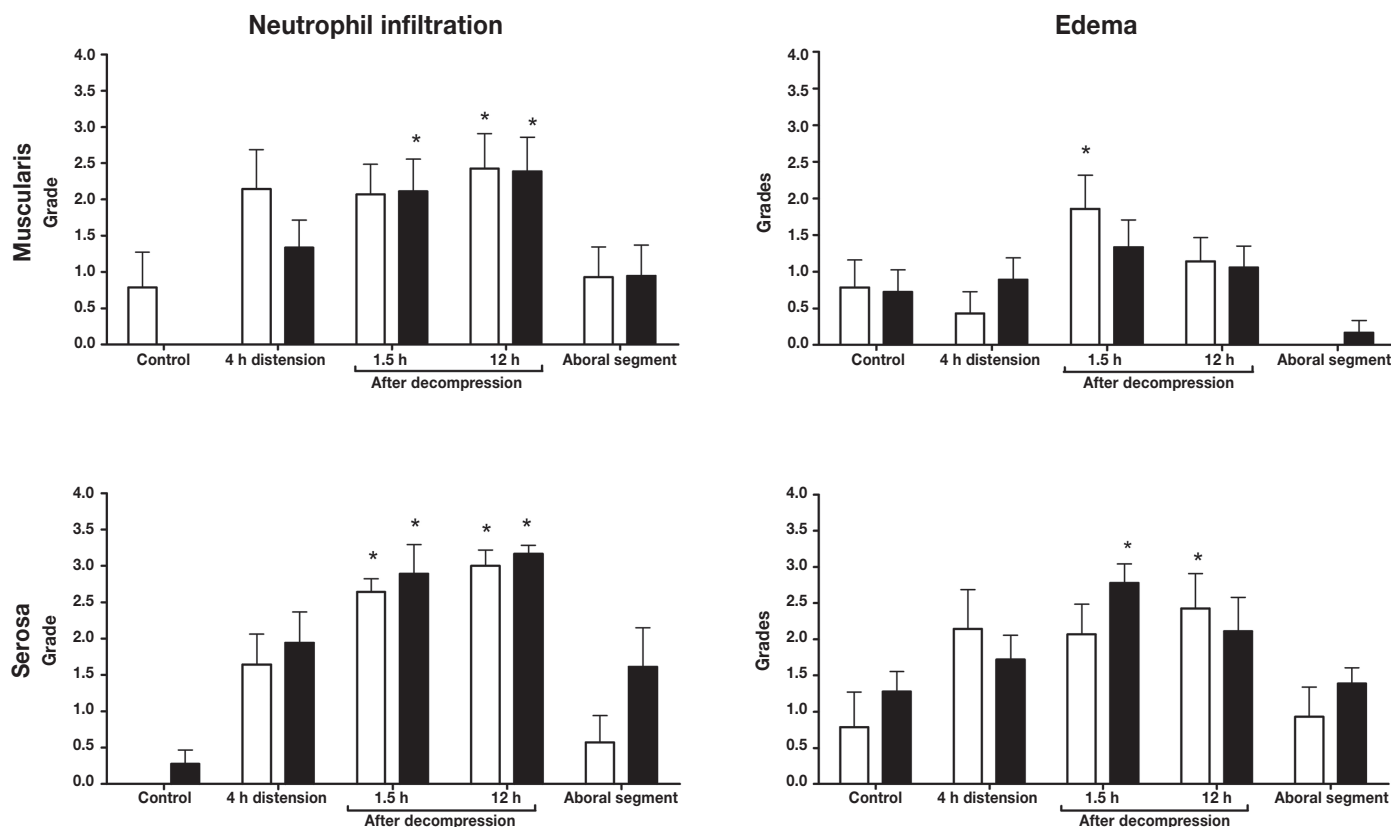 Neutrophil infiltration
Edema
Muscularis
Grade
4.0
3.5
3.0
2.5
2.0
1.5
1.0
0.5
0.0
* * *
Control 4 h distension 1.5 h 12 h Aboral segment
After decompression
Grades
4.0
3.5
3.0
2.5
2.0
1.5
1.0
0.5
0.0
*
Control 4 h distension 1.5 h 12 h Aboral segment
After decompression
Serosa
Grade
4.0
3.5
3.0
2.5
2.0
1.5
1.0
0.5
0.0
* * * *
Control 4 h distension 1.5 h 12 h Aboral segment
After decompression
Grades
4.0
3.5
3.0
2.5
2.0
1.5
1.0
0.5
0.0
* *
Control 4 h distension 1.5 h 12 h Aboral segment
After decompression